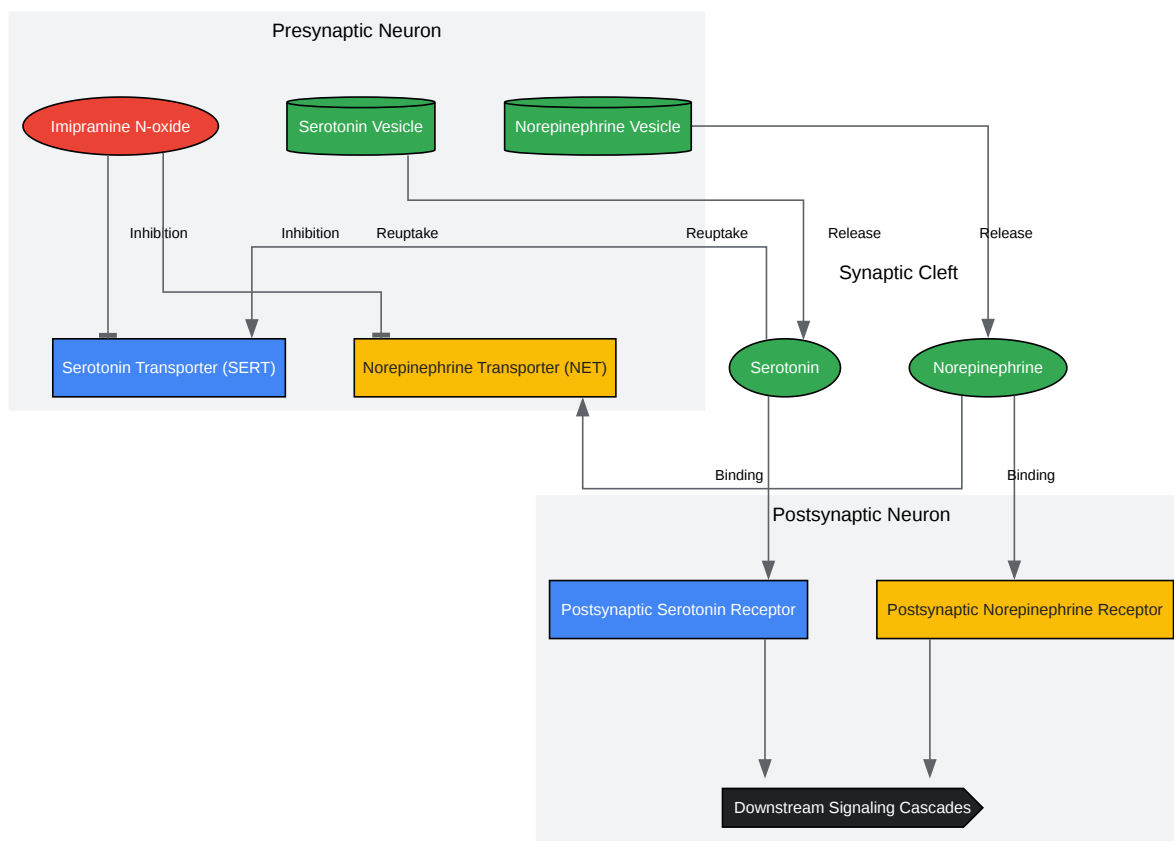 Presynaptic Neuron
Imipramine N-oxide
Serotonin Vesicle
Norepinephrine Vesicle
Inhibition
Inhibition
Reuptake
Reuptake
Release
Release
Synaptic Cleft
Serotonin Transporter (SERT)
Norepinephrine Transporter (NET)
Serotonin
Norepinephrine
Binding
Binding
Postsynaptic Neuron
Postsynaptic Serotonin Receptor
Postsynaptic Norepinephrine Receptor
Downstream Signaling Cascades